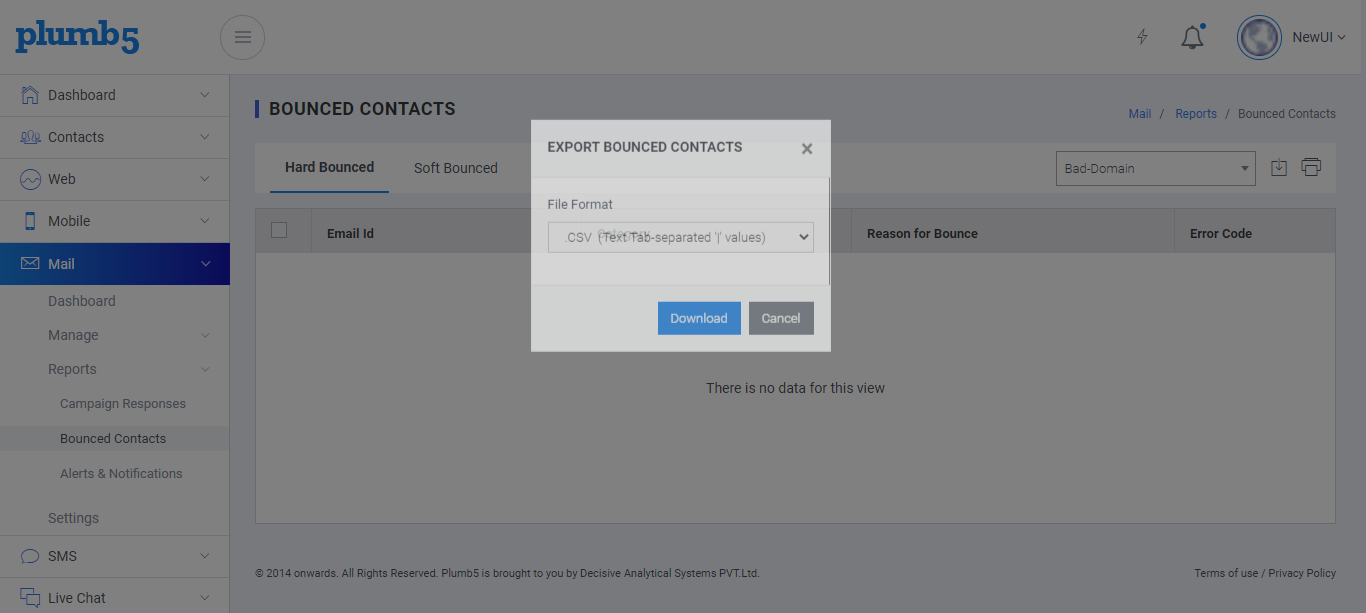 plumb5
NewUI
Dashboard
Contacts
Web
Mobile
Mail
Dashboard
Manage
Reports
Campaign Responses
Bounced Contacts
Alerts & Notifications
Settings
SMS
Live Chat
BOUNCED CONTACTS
Mail / Reports / Bounced Contacts
Hard Bounced Soft Bounced
Bad-Domain
Email Id Category Reason for Bounce Error Code
There is no data for this view
EXPORT BOUNCED CONTACTS ×
File Format
.CSV (Text Tab-separated '|' values)
Download Cancel
© 2014 onwards. All Rights Reserved. Plumb5 is brought to you by Decisive Analytical Systems PVT.Ltd.
Terms of use / Privacy Policy